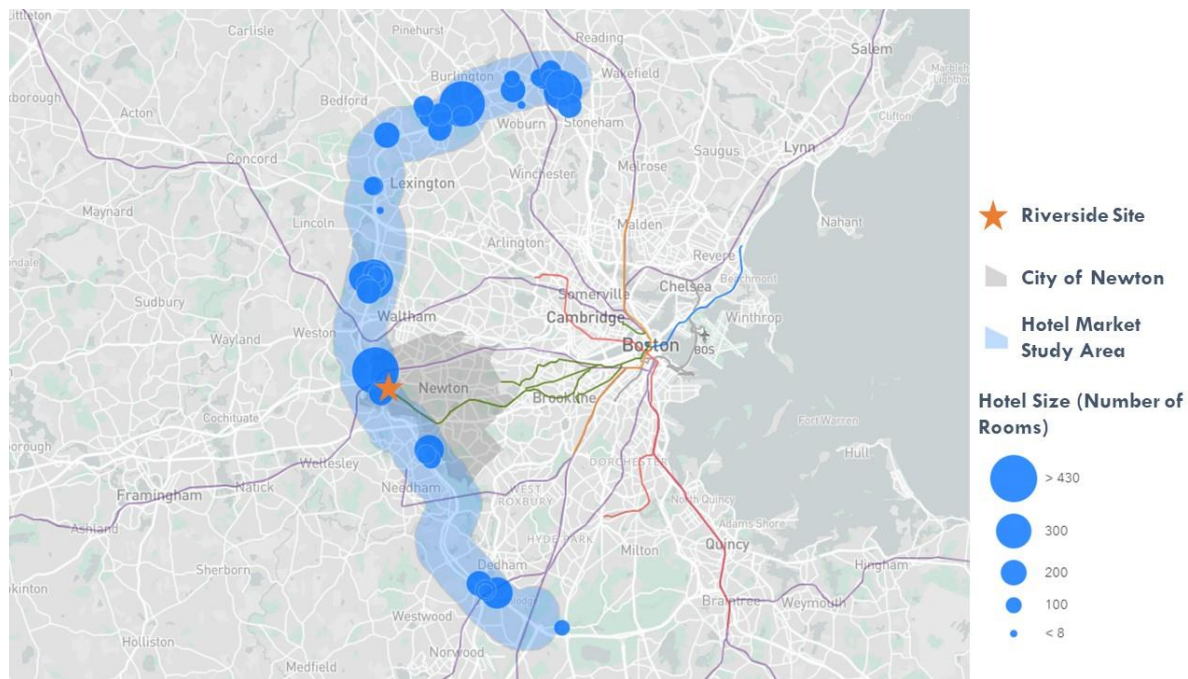 Littleton
Carlisle
Pinehurst
Reading
Salem
Burlington
Wakefield
Bedford
Acton
Woburn
Stoneham
Clifton
Saugus
Lynn
Concord
Melrose
Winchester
Lexington
Maynard
Lincoln
Malden
Nahant
Arlington
Revere
Beachmont
Sudbury
Somerville
Chelsea
Waltham
Cambridge
Winthrop
Weston
Wayland
Boston
BOS
Newton
Brookline
Cochituate
Fort Warren
Hull
Wellesley
DORCHESTER
Framingham
Natick
Needham
WEST
ROXBURY
North Quincy
Adams Shore
Ashland
HYDE PARK
Milton
Quincy
Sherborn
Dedham
Hingham
Braintree
Weymouth
Westwood
Holliston
Norwood
Medfield
Riverside Site
City of Newton
Hotel Market
Study Area
Hotel Size (Number of
Rooms)
> 430
300
200
100
< 8